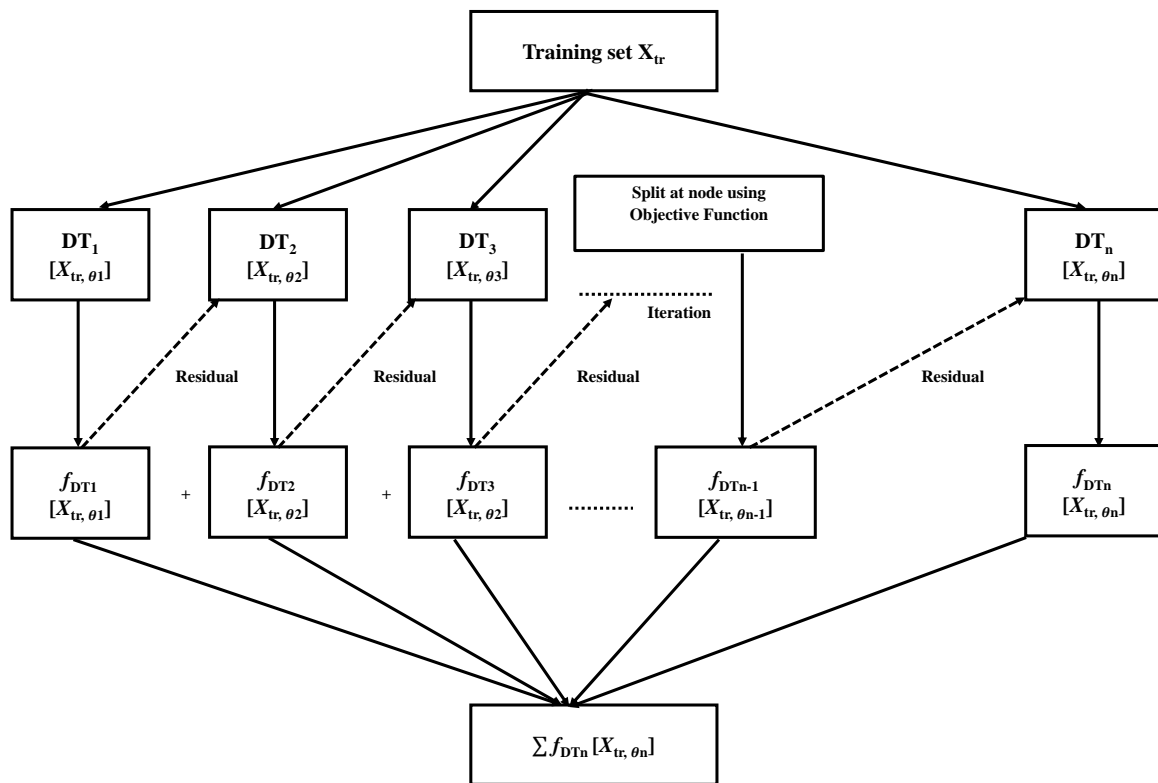 Training set X_tr
Split at node using
Objective Function
DT_1
[X_tr, θ1]
DT_2
[X_tr, θ2]
DT_3
[X_tr, θ3]
DT_n
[X_tr, θn]
Iteration
Residual
Residual
Residual
Residual
f_DT1
[X_tr, θ1]
+
f_DT2
[X_tr, θ2]
+
f_DT3
[X_tr, θ2]
f_DTn-1
[X_tr, θn-1]
f_DTn
[X_tr, θn]
∑ f_DTn [X_tr, θn]